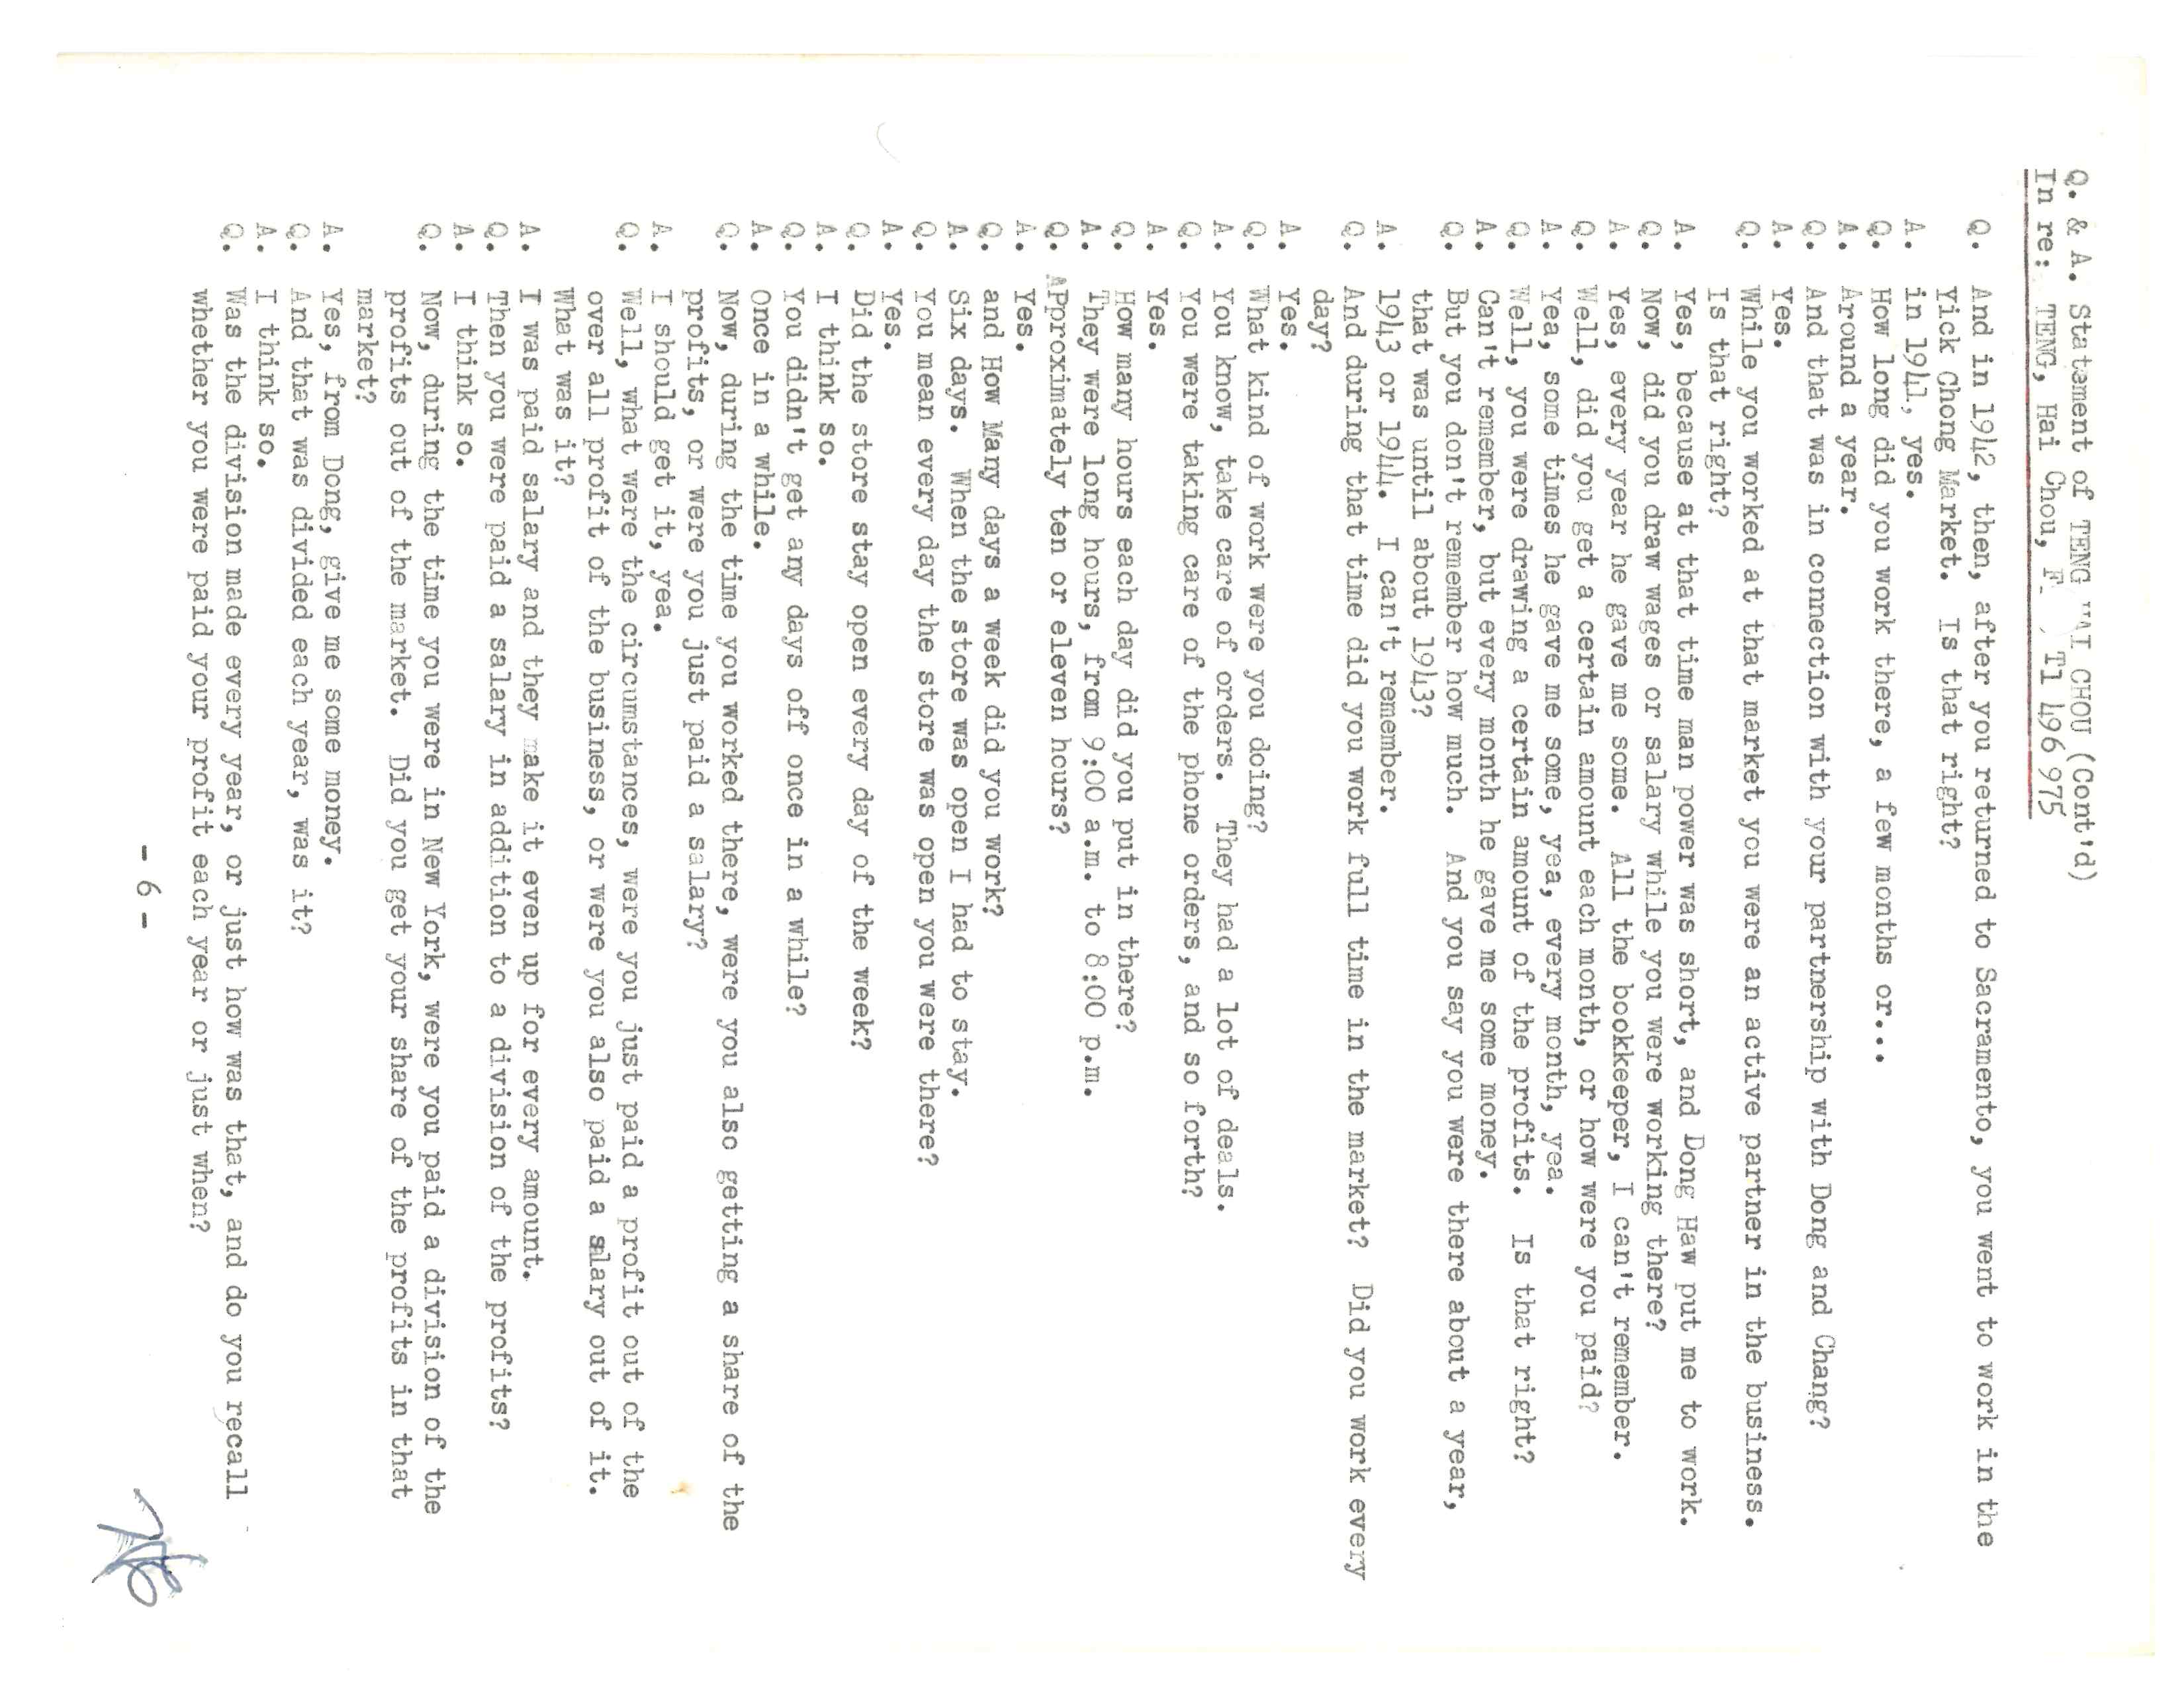 Q. & A. Statement of TENG HAI CHOU (Cont'd)
In re: TENG, Hai Chou, T1 496 975
Q. And in 1942, then, after you returned to Sacramento, you went to work in the
Yick Chong Market. Is that right?
A. in 1941, yes.
Q. How long did you work there, a few months or...
A. Around a year.
Q. And that was in connection with your partnership with Dong and Chang?
A. Yes.
Q. While you worked at that market you were an active partner in the business.
Is that right?
A. Yes, because at that time man power was short, and Dong Haw put me to work.
Q. Now, did you draw wages or salary while you were working there?
A. Yes, every year he gave me some. All the bookkeeper, I can't remember.
Q. Well, did you get a certain amount each month, or how were you paid?
A. Yea, some times he gave me some, yea, every month, yea.
Q. Well, you were drawing a certain amount of the profits. Is that right?
A. Can't remember, but every month he gave me some money.
Q. But you don't remember how much. And you say you were there about a year,
that was until about 1943?
A. 1943 or 1944. I can't remember.
Q. And during that time did you work full time in the market? Did you work every
day?
A. Yes.
Q. What kind of work were you doing?
A. You know, take care of orders. They had a lot of deals.
Q. You were taking care of the phone orders, and so forth?
A. Yes.
Q. How many hours each day did you put in there?
A. They were long hours, from 9:00 a.m. to 8:00 p.m.
Q. APproximately ten or eleven hours?
A. Yes.
Q. and How Many days a week did you work?
A. Six days. When the store was open I had to stay.
Q. You mean every day the store was open you were there?
A. Yes.
Q. Did the store stay open every day of the week?
A. I think so.
Q. You didn't get any days off once in a while?
A. Once in a while.
Q. Now, during the time you worked there, were you also getting a share of the
profits, or were you just paid a salary?
A. I should get it, yea.
Q. Well, what were the circumstances, were you just paid a profit out of the
over all profit of the business, or were you also paid a salary out of it.
What was it?
A. I was paid salary and they make it even up for every amount.
Q. Then you were paid a salary in addition to a division of the profits?
A. I think so.
Q. Now, during the time you were in New York, were you paid a division of the
profits out of the market. Did you get your share of the profits in that
market?
A. Yes, from Dong, give me some money.
Q. And that was divided each year, was it?
A. I think so.
Q. Was the division made every year, or just how was that, and do you recall
whether you were paid your profit each year or just when?
- 6 -